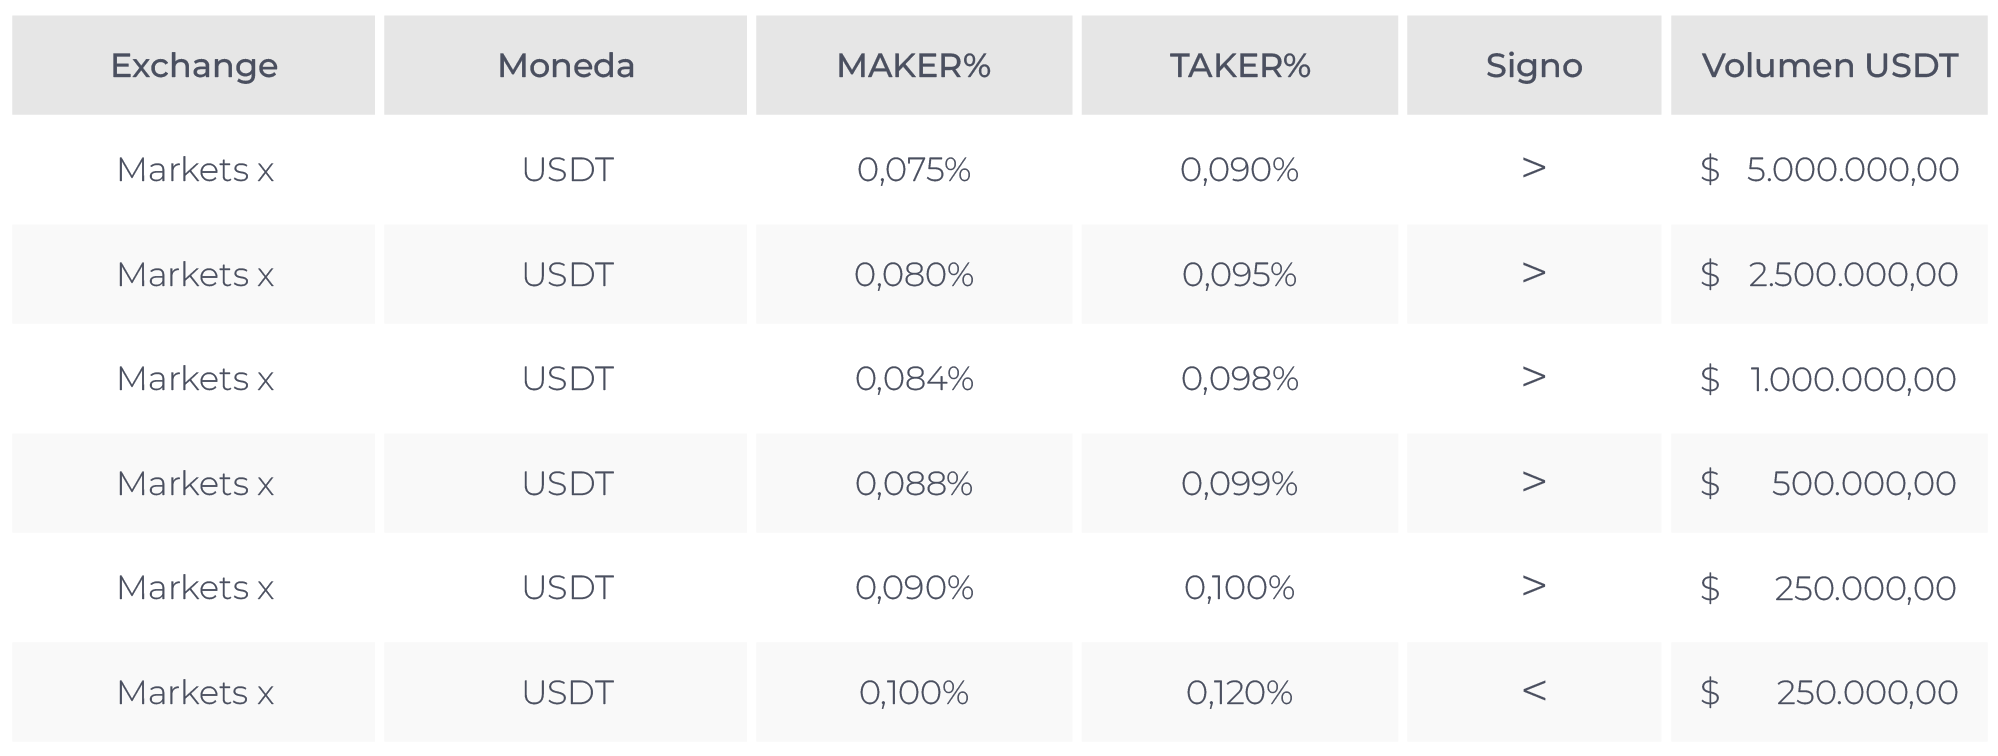 Exchange Moneda MAKER% TAKER% Signo Volumen USDT
Markets x USDT 0,075% 0,090% > $ 5.000.000,00
Markets x USDT 0,080% 0,095% > $ 2.500.000,00
Markets x USDT 0,084% 0,098% > $ 1.000.000,00
Markets x USDT 0,088% 0,099% > $ 500.000,00
Markets x USDT 0,090% 0,100% > $ 250.000,00
Markets x USDT 0,100% 0,120% < $ 250.000,00